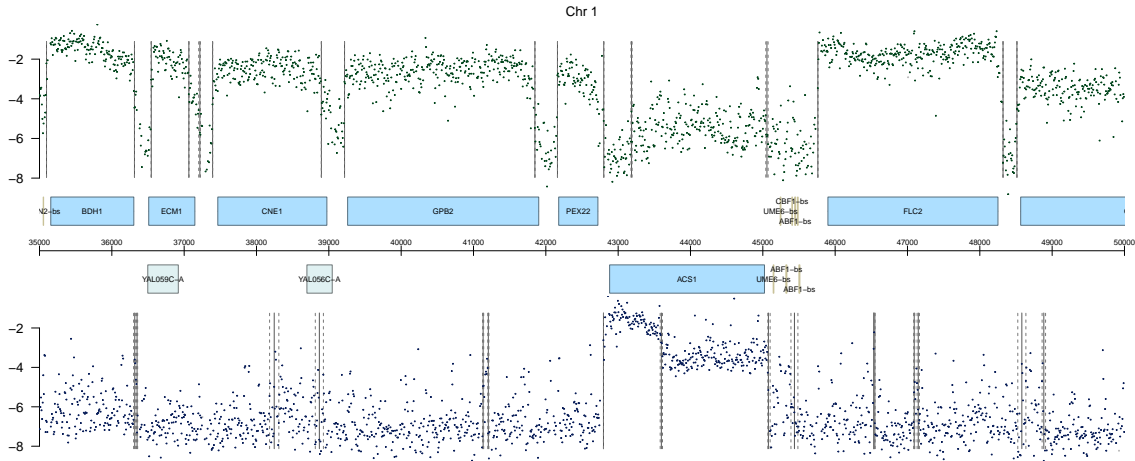 Chr 1
−2
−4
−6
−8
N2−bs BDH1 ECM1 CNE1 GPB2 PEX22 UME6−bs CBF1−bs ABF1−bs FLC2
35000 36000 37000 38000 39000 40000 41000 42000 43000 44000 45000 46000 47000 48000 49000 50000
YAL059C−A YAL056C−A ACS1 UME6−bs ABF1−bs ABF1−bs
−2
−4
−6
−8